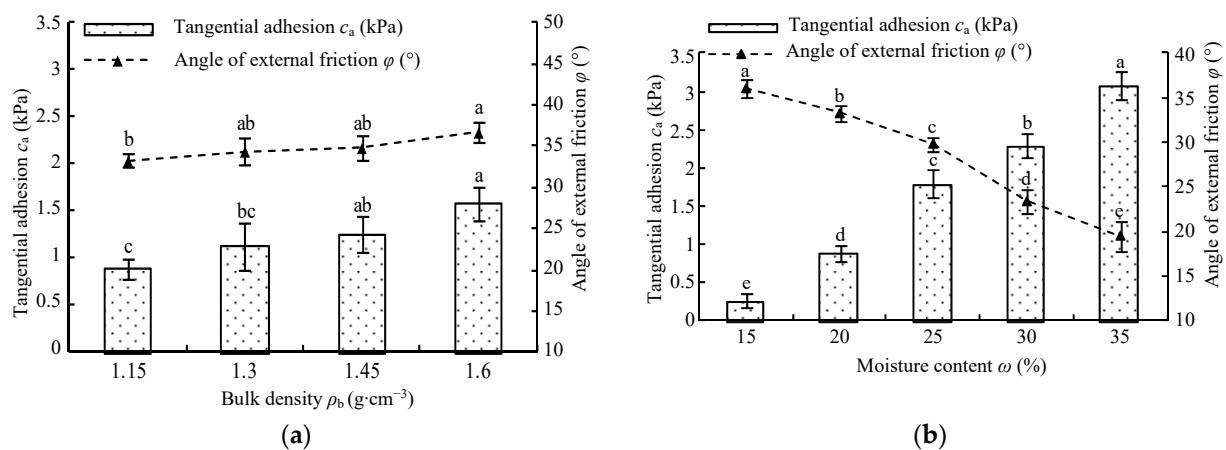 Tangential adhesion cₐ (kPa)
Angle of external friction φ (°)
Tangential adhesion cₐ (kPa)
3.5
3
2.5
2
1.5
1
0.5
0
b
ab
ab
a
c
bc
ab
a
50
45
40
35
30
25
20
15
10
Angle of external friction φ (°)
1.15 1.3 1.45 1.6
Bulk density ρb (g·cm⁻³)
(a)
Tangential adhesion cₐ (kPa)
Angle of external friction φ (°)
Tangential adhesion cₐ (kPa)
3.5
3
2.5
2
1.5
1
0.5
0
a
b
c
d
e
e
d
c
b
a
40
35
30
25
20
15
10
Angle of external friction φ (°)
15 20 25 30 35
Moisture content ω (%)
(b)